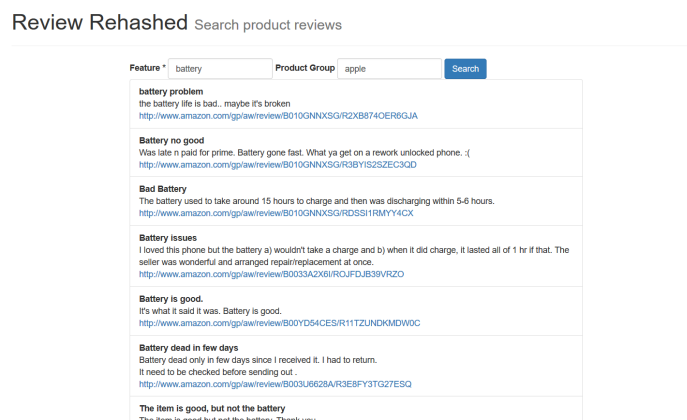 Review Rehashed Search product reviews
Feature * battery Product Group apple Search
battery problem
the battery life is bad.. maybe it's broken
http://www.amazon.com/gp/aw/review/B010GNNXSG/R2XB874OER6GJA
Battery no good
Was late n paid for prime. Battery gone fast. What ya get on a rework unlocked phone. :(
http://www.amazon.com/gp/aw/review/B010GNNXSG/R3BYIS2SZEC3QD
Bad Battery
The battery used to take around 15 hours to charge and then was discharging within 5-6 hours.
http://www.amazon.com/gp/aw/review/B010GNNXSG/RDSSI1RMYY4CX
Battery issues
I loved this phone but the battery a) wouldn't take a charge and b) when it did charge, it lasted all of 1 hr if that. The
seller was wonderful and arranged repair/replacement at once.
http://www.amazon.com/gp/aw/review/B0033A2X6I/ROJFDJB39VRZO
Battery is good.
It's what it said it was. Battery is good.
http://www.amazon.com/gp/aw/review/B00YD54CES/R11TZUNDKMDW0C
Battery dead in few days
Battery dead only in few days since I received it. I had to return.
It need to be checked before sending out .
http://www.amazon.com/gp/aw/review/B003U6628A/R3E8FY3TG27ESQ
The item is good, but not the battery
The item is good but not the battery. Thank you